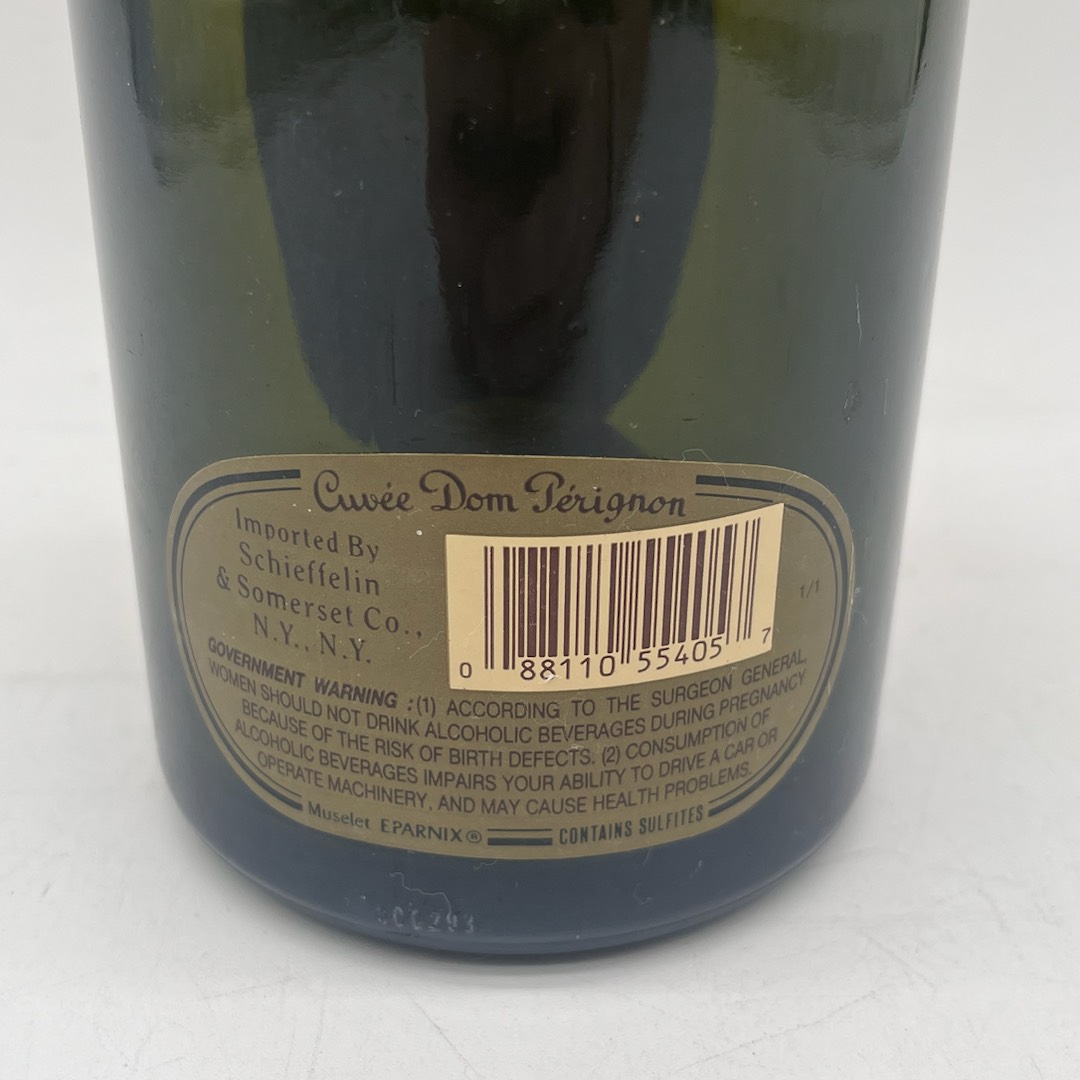 Cuvée Dom Pérignon
Imported By
Schieffelin
& Somerset Co.,
N.Y., N.Y.
0 88110 55405 7
1/1
GOVERNMENT WARNING :(1) ACCORDING TO THE SURGEON GENERAL,
WOMEN SHOULD NOT DRINK ALCOHOLIC BEVERAGES DURING PREGNANCY
BECAUSE OF THE RISK OF BIRTH DEFECTS. (2) CONSUMPTION OF
ALCOHOLIC BEVERAGES IMPAIRS YOUR ABILITY TO DRIVE A CAR OR
OPERATE MACHINERY, AND MAY CAUSE HEALTH PROBLEMS.
Muselet EPARNIX® CONTAINS SULFITES